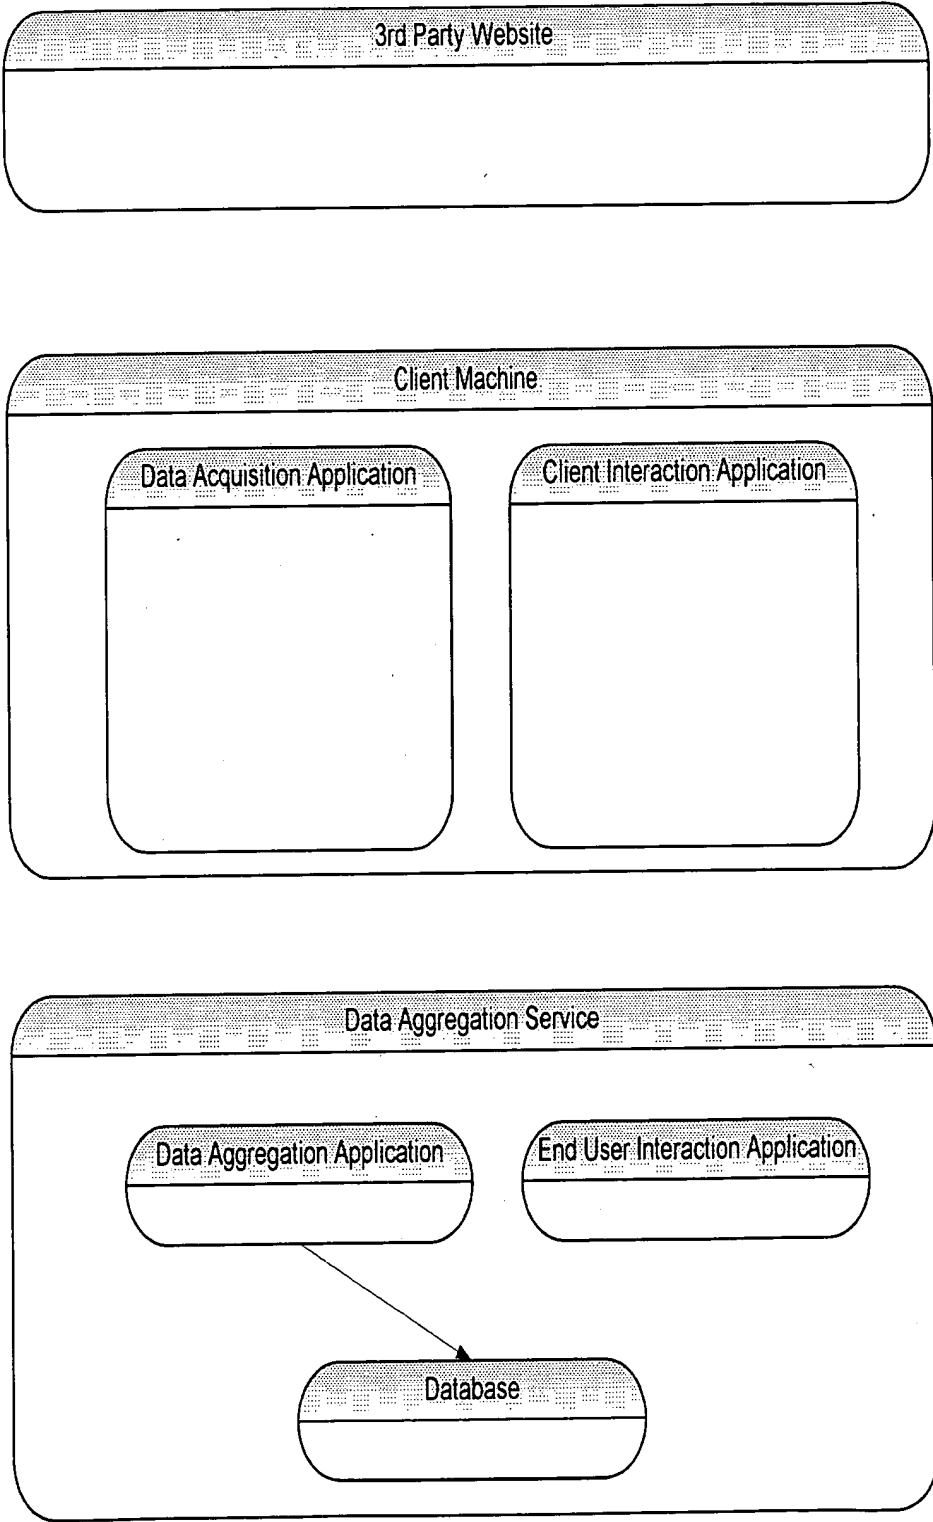 3rd Party Website
Client Machine
Data Acquisition Application
Client Interaction Application
Data Aggregation Service
Data Aggregation Application
End User Interaction Application
Database